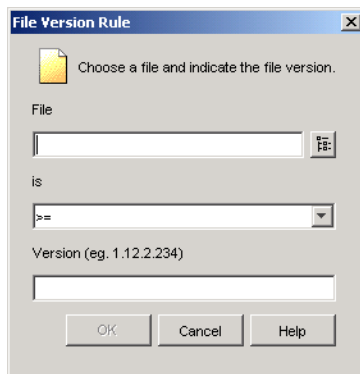 File Version Rule
Choose a file and indicate the file version.
File
is
>=
Version (eg. 1.12.2.234)
OK Cancel Help